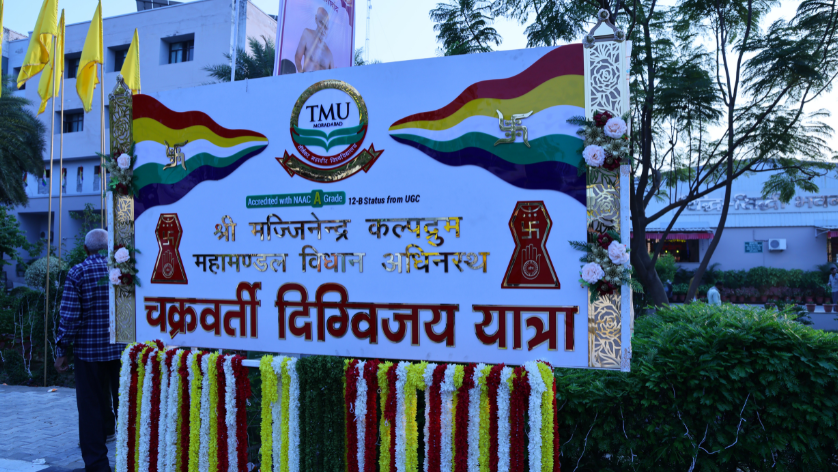 TMU
MORADABAD
Accredited with NAAC A Grade 12-B Status from UGC
श्री मज्जिनेन्द्र कल्पद्रुम
महामण्डल विधान अधिनस्थ
चक्रवर्ती दिग्विजय यात्रा